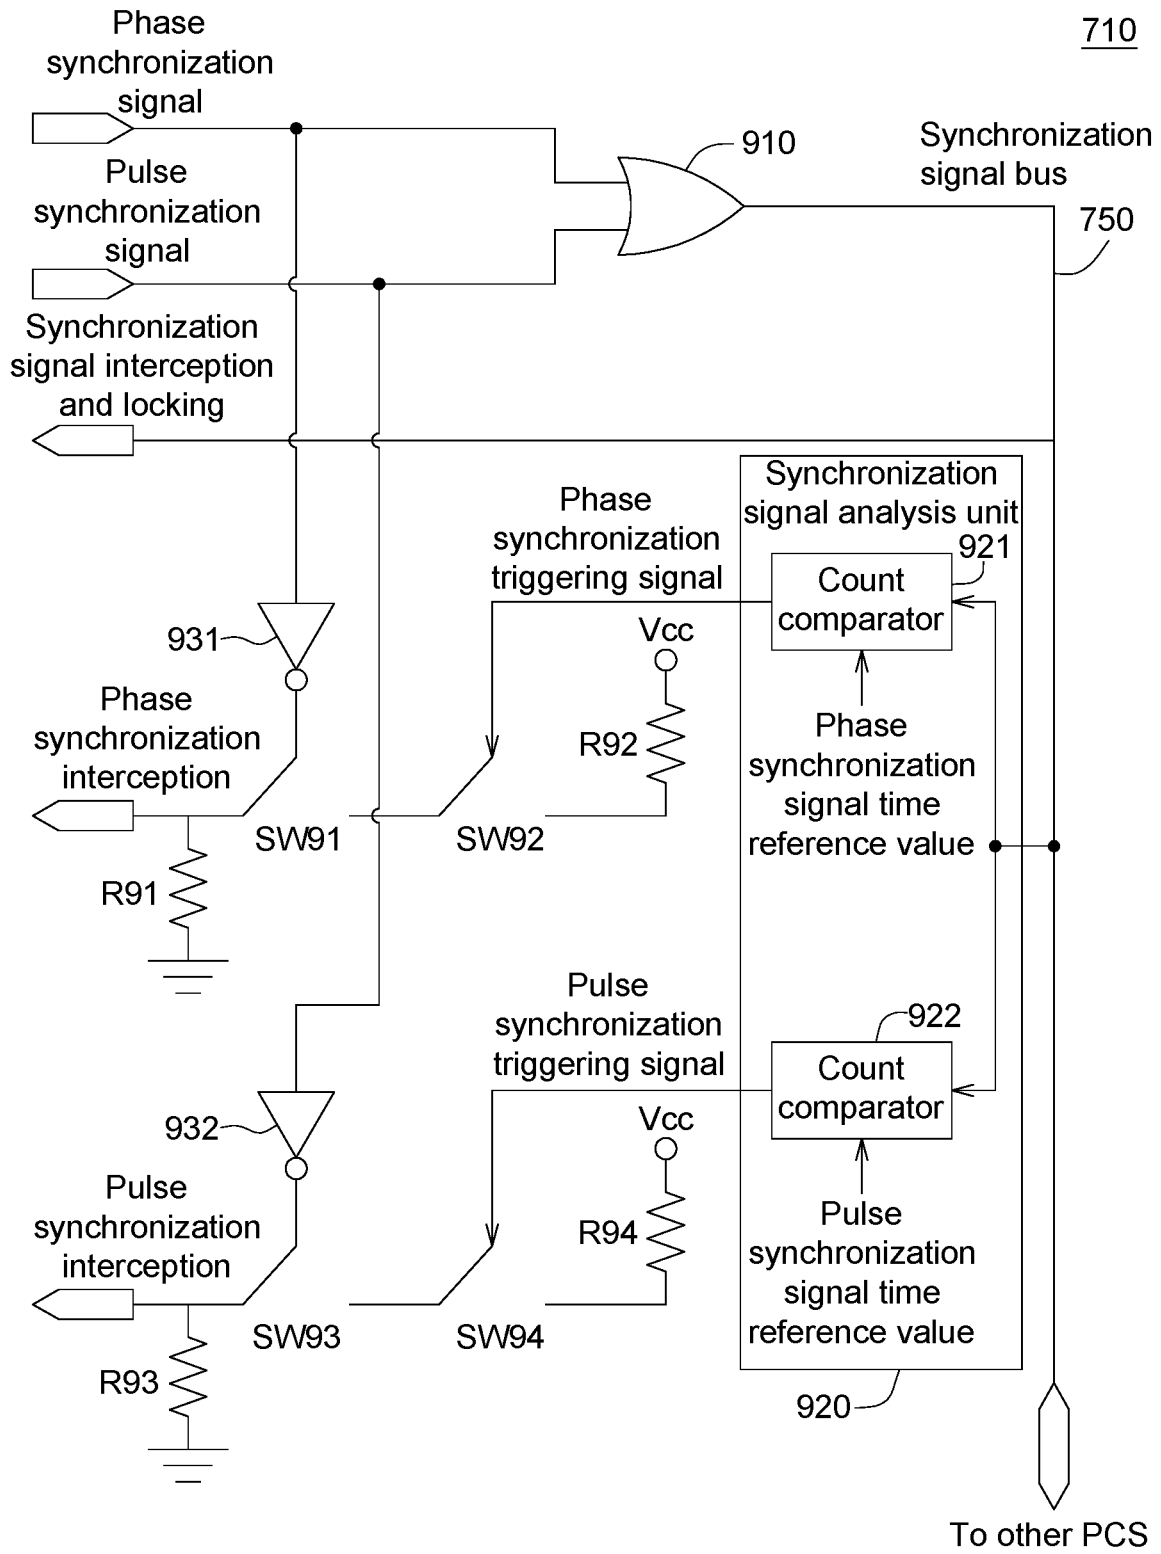 710
Phase
synchronization
signal
Pulse
synchronization
signal
910
Synchronization
signal bus
750
Synchronization
signal interception
and locking
Synchronization
signal analysis unit
Phase
synchronization
triggering signal
921
Count
comparator
931
Vcc
R92
Phase
synchronization
interception
Phase
synchronization
signal time
reference value
SW91
SW92
R91
Pulse
synchronization
triggering signal
922
Count
comparator
932
Vcc
R94
Pulse
synchronization
interception
Pulse
synchronization
signal time
reference value
SW93
SW94
R93
920
To other PCS